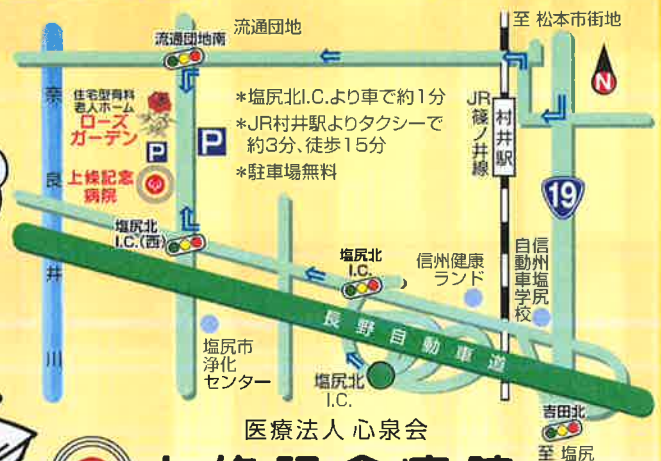 至 松本市街地
流通団地
流通団地南
住宅型有料
老人ホーム
ローズ
ガーデン
P
P
上條記念
病院
*塩尻北I.C.より車で約1分
*JR村井駅よりタクシーで
約3分、徒歩15分
*駐車場無料
JR篠ノ井線
村井駅
N
19
奈良井川
塩尻北
I.C.(西)
塩尻北
I.C.
信州健康
ランド
信州塩尻
自動車学校
長野自動車道
塩尻市
浄化
センター
塩尻北
I.C.
吉田北
至 塩尻
医療法人 心泉会